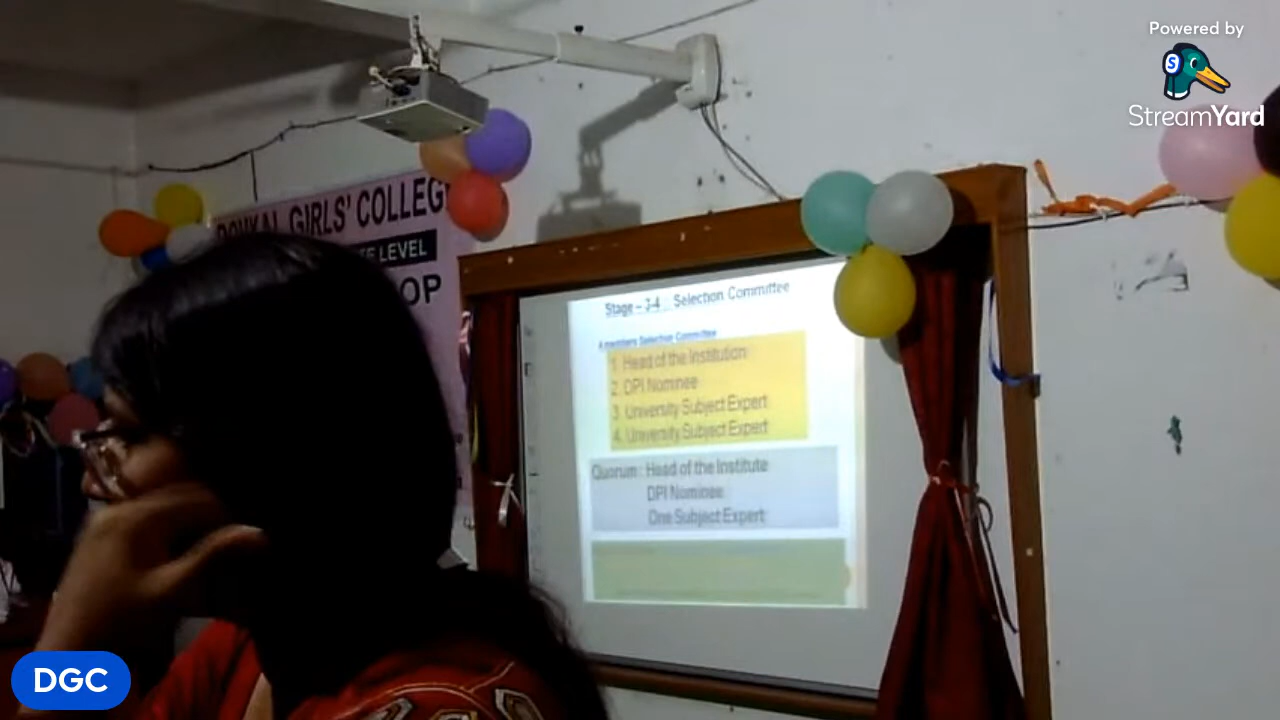 Powered by
StreamYard
GIRLS' COLLEG
LEVEL
OP
Stage – 3-4 : Selection Committee
4 members Selection Committee
1. Head of the Institution
2. DPI Nominee
3. University Subject Expert
4. University Subject Expert
Quorum : Head of the Institute
DPI Nominee
One Subject Expert
DGC